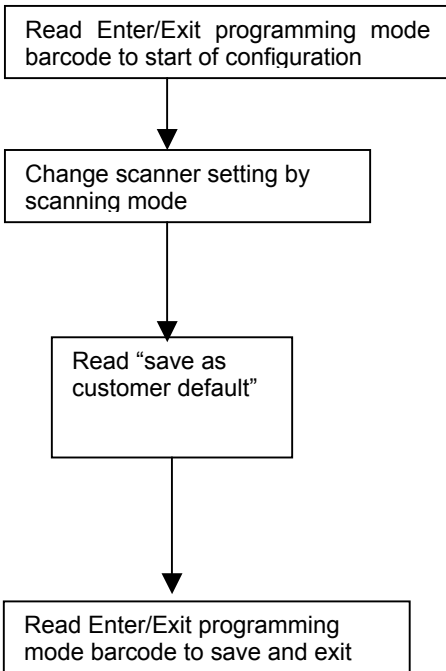 Read Enter/Exit programming mode
barcode to start of configuration
Change scanner setting by
scanning mode
Read “save as
customer default”
Read Enter/Exit programming
mode barcode to save and exit